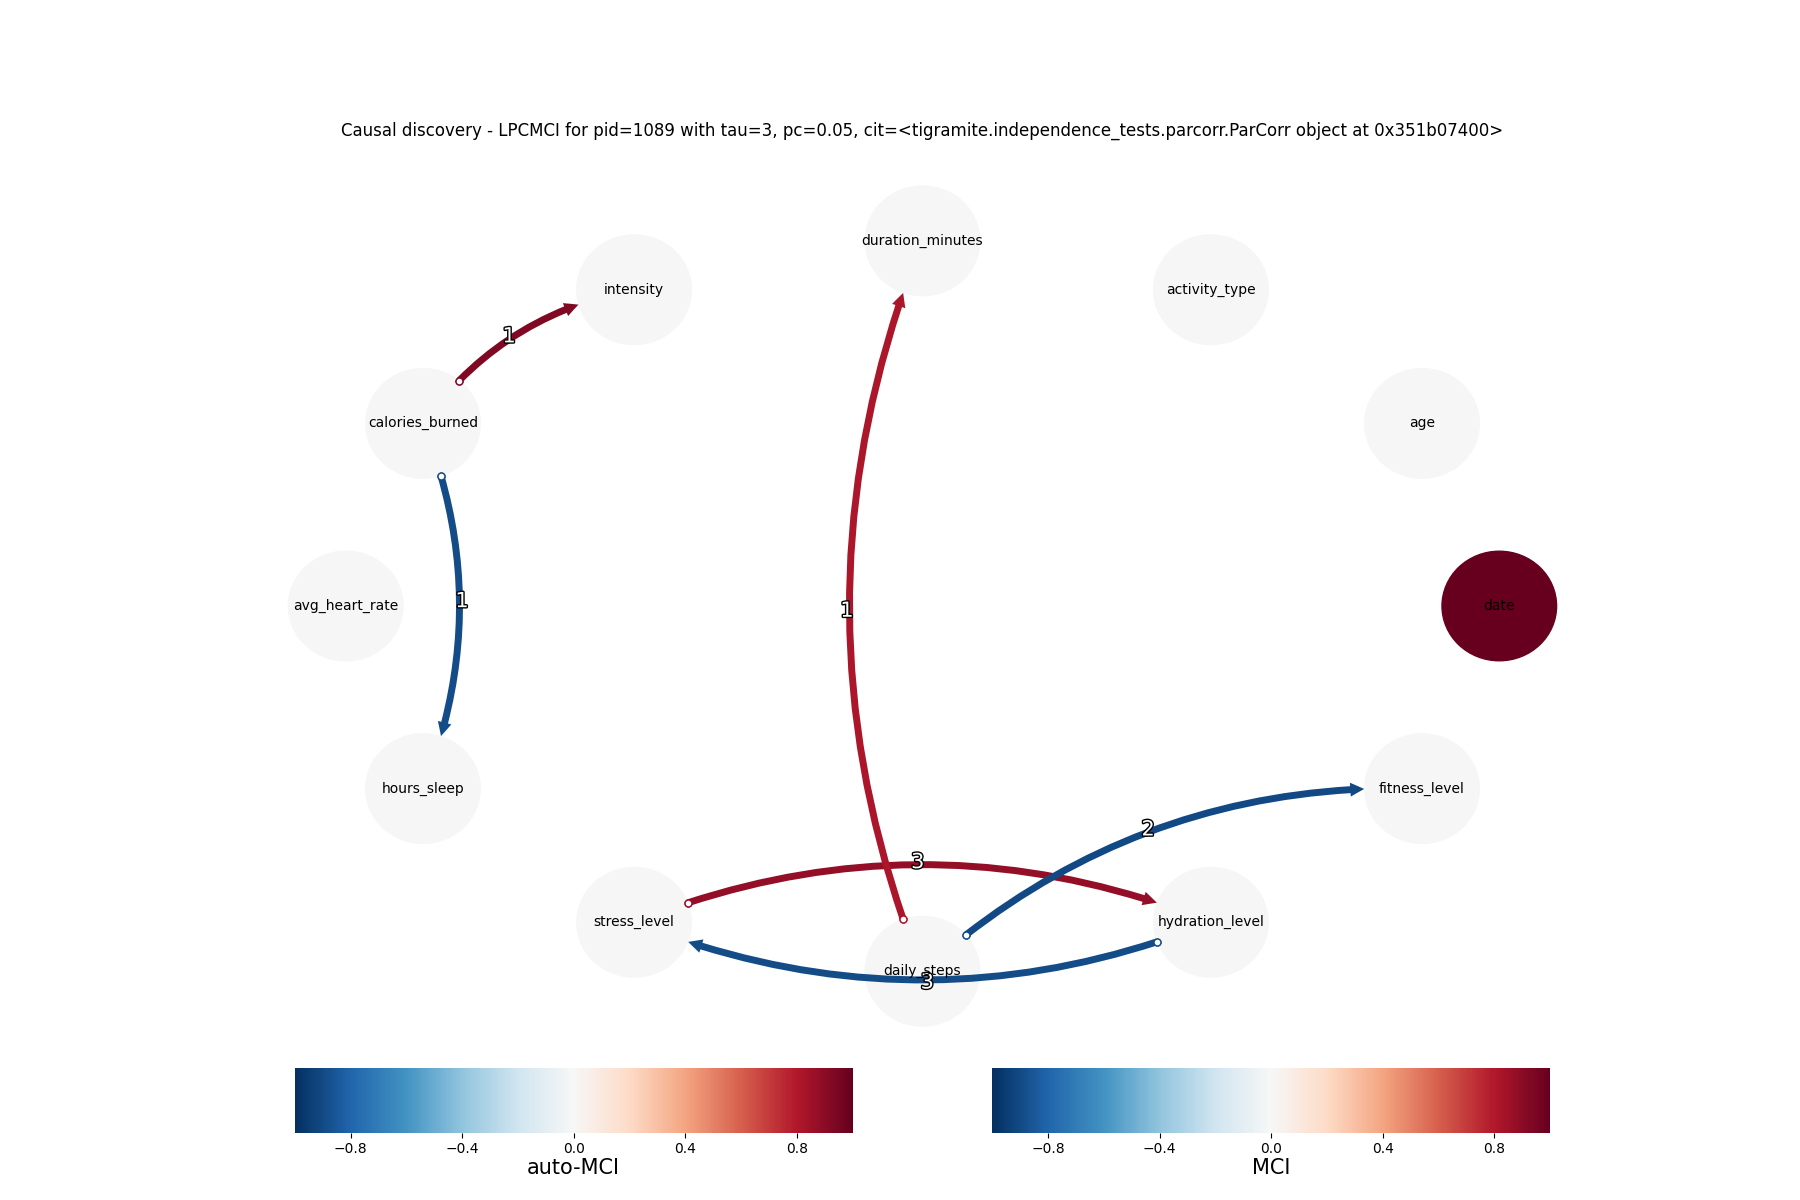 Causal discovery - LPCMCI for pid=1089 with tau=3, pc=0.05, cit=<tigramite.independence_tests.parcorr.ParCorr object at 0x351b07400>
duration_minutes
intensity
activity_type
1
calories_burned
age
1
avg_heart_rate
1
date
hours_sleep
fitness_level
2
3
stress_level
hydration_level
daily_steps
3
−0.8 −0.4 0.0 0.4 0.8
auto-MCI
−0.8 −0.4 0.0 0.4 0.8
MCI